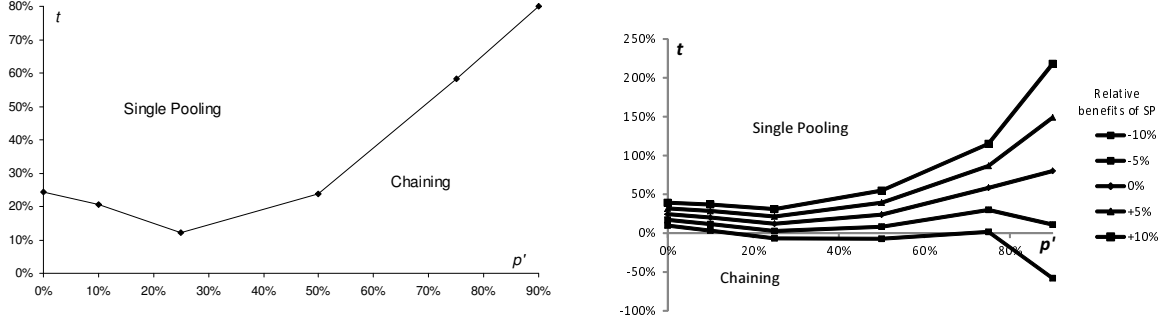 80%
t
70%
60%
Single Pooling
50%
40%
30%
Chaining
20%
10%
p'
0%
0% 10% 20% 30% 40% 50% 60% 70% 80% 90%
250%
t
200%
150%
Single Pooling
100%
50%
0%
0% 20% 40% 60% 80% p'
-50%
Chaining
-100%
Relative
benefits of SP
-10%
-5%
0%
+5%
+10%